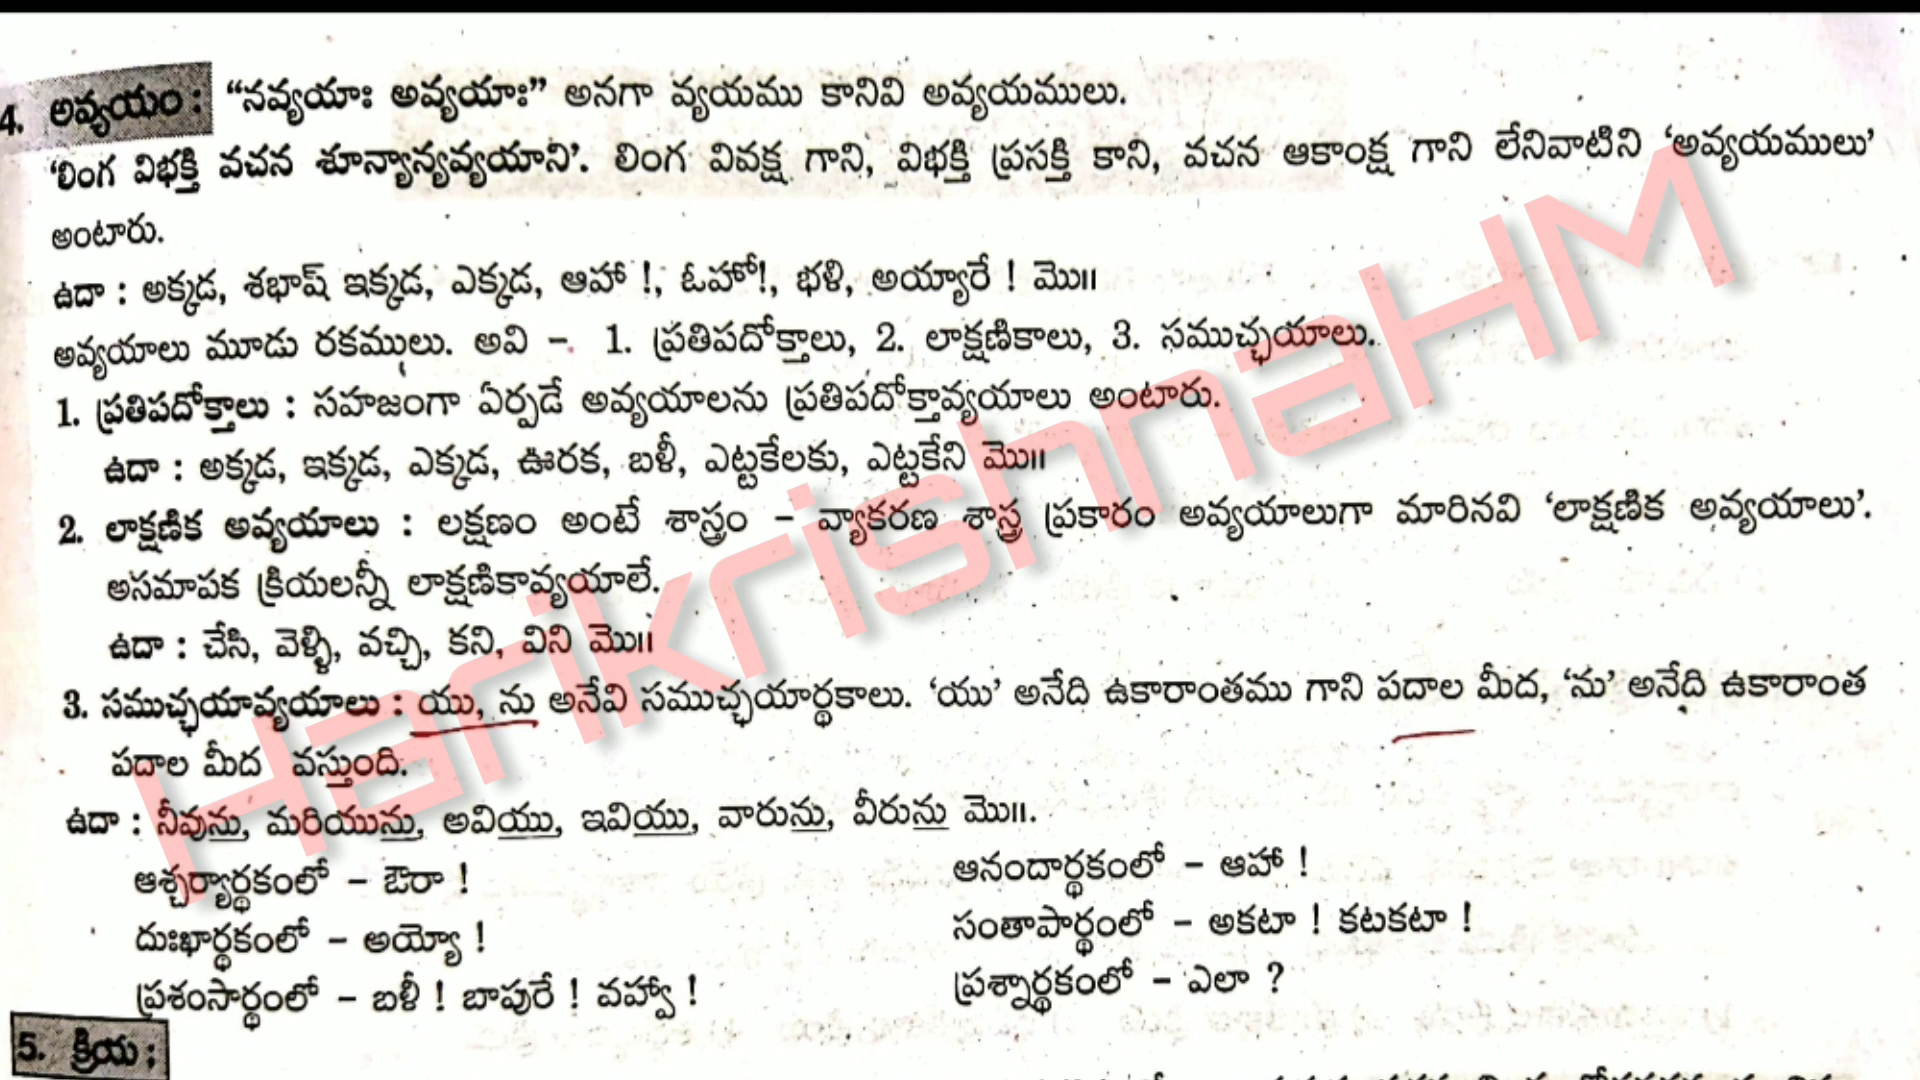 4. అవ్యయం : “నవ్యయాః అవ్యయాః” అనగా వ్యయము కానివి అవ్యయములు.
‘లింగ విభక్తి వచన శూన్యాన్యవ్యయాని’. లింగ వివక్ష గాని, విభక్తి ప్రసక్తి కాని, వచన ఆకాంక్ష గాని లేనివాటిని ‘అవ్యయములు’
అంటారు.
ఉదా : అక్కడ, శభాష్ ఇక్కడ, ఎక్కడ, ఆహా !, ఓహో!, భళి, అయ్యారే ! మొ॥
అవ్యయాలు మూడు రకములు. అవి – 1. ప్రతిపదోక్తాలు, 2. లాక్షణికాలు, 3. సముచ్ఛయాలు.
1. ప్రతిపదోక్తాలు : సహజంగా ఏర్పడే అవ్యయాలను ప్రతిపదోక్తావ్యయాలు అంటారు.
ఉదా : అక్కడ, ఇక్కడ, ఎక్కడ, ఊరక, బళీ, ఎట్టకేలకు, ఎట్టకేని మొ॥
2. లాక్షణిక అవ్యయాలు : లక్షణం అంటే శాస్త్రం – వ్యాకరణ శాస్త్ర ప్రకారం అవ్యయాలుగా మారినవి ‘లాక్షణిక అవ్యయాలు’.
అసమాపక క్రియలన్నీ లాక్షణికావ్యయాలే.
ఉదా : చేసి, వెళ్ళి, వచ్చి, కని, విని మొ॥
3. సముచ్ఛయావ్యయాలు : యు, ను అనేవి సముచ్ఛయార్థకాలు. ‘యు’ అనేది ఉకారాంతము గాని పదాల మీద, ‘ను’ అనేది ఉకారాంత
పదాల మీద వస్తుంది.
ఉదా : నీవును, మరియును, అవియు, ఇవియు, వారును, వీరును మొ॥.
ఆశ్చర్యార్థకంలో – ఔరా ! ఆనందార్థకంలో – ఆహా !
దుఃఖార్థకంలో – అయ్యో ! సంతాపార్థంలో – అకటా ! కటకటా !
ప్రశంసార్థంలో – బళీ ! బాపురే ! వహ్వా ! ప్రశ్నార్థకంలో – ఎలా ?
5. క్రియ :
HarikrishnaHM